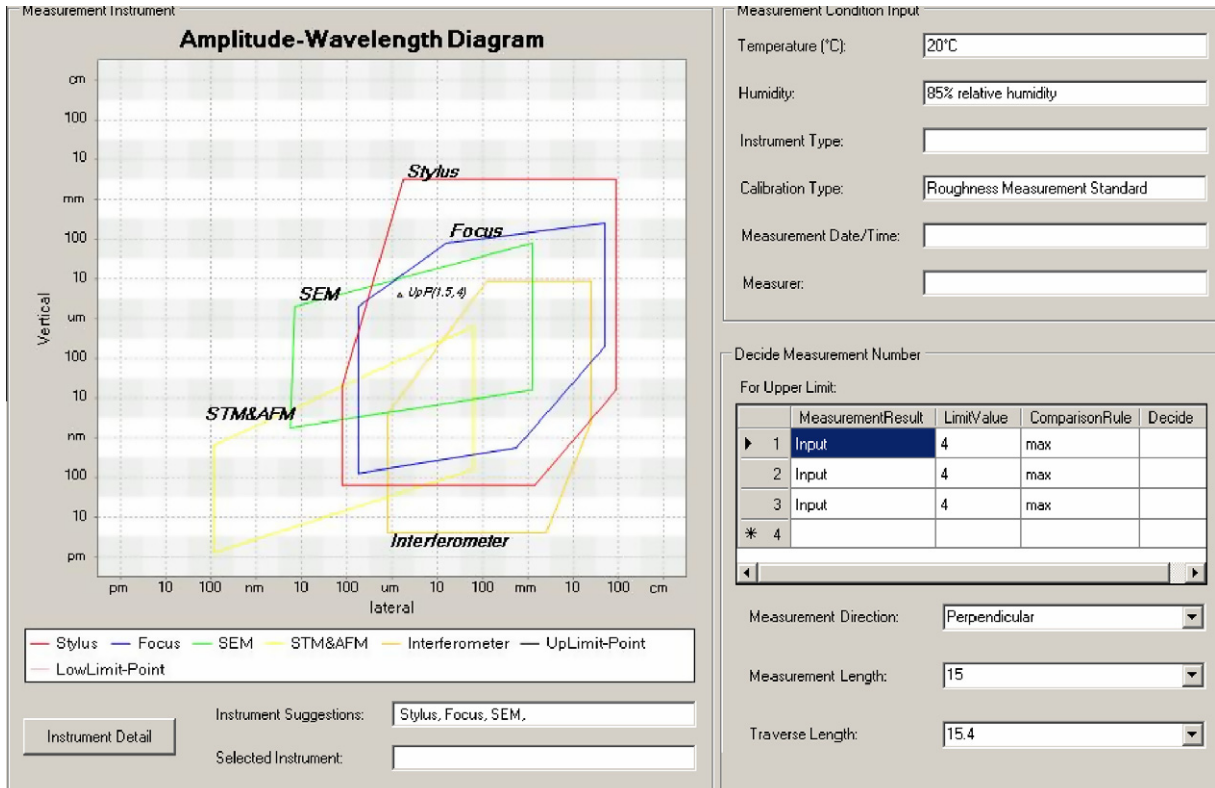 Measurement Instrument
Amplitude-Wavelength Diagram
cm
100
10
mm
100
10
um
100
10
nm
100
10
pm
Vertical
Stylus
Focus
SEM
UpP(1.5,4)
STM&AFM
Interferometer
pm 10 100 nm 10 100 um 10 100 mm 10 100 cm
lateral
Stylus Focus SEM STM&AFM Interferometer UpLimit-Point
LowLimit-Point
Instrument Detail
Instrument Suggestions: Stylus, Focus, SEM,
Selected Instrument:
Measurement Condition Input
Temperature (°C): 20°C
Humidity: 85% relative humidity
Instrument Type:
Calibration Type: Roughness Measurement Standard
Measurement Date/Time:
Measurer:
Decide Measurement Number
For Upper Limit:
MeasurementResult LimitValue ComparisonRule Decide
1 Input 4 max
2 Input 4 max
3 Input 4 max
* 4
Measurement Direction: Perpendicular
Measurement Length: 15
Traverse Length: 15.4